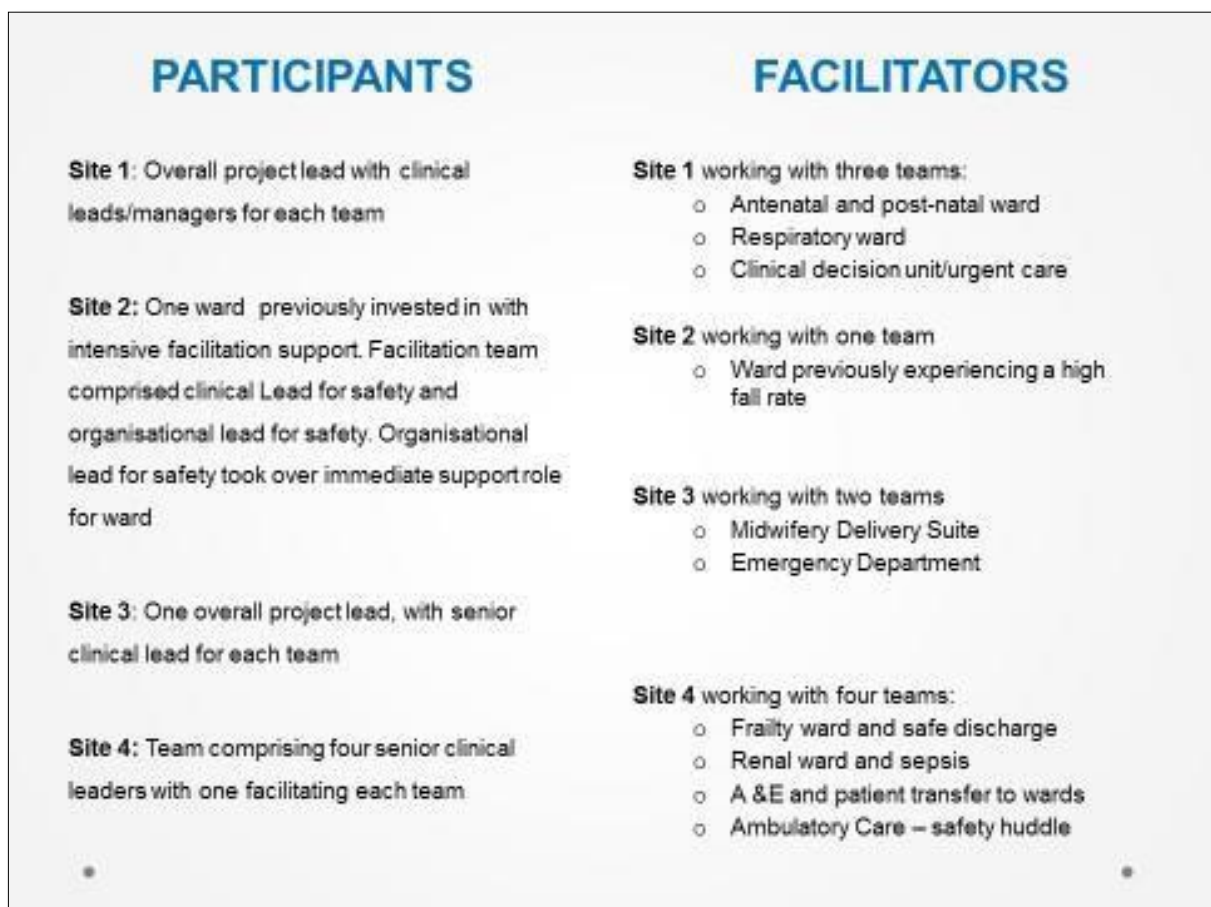 PARTICIPANTS
Site 1: Overall project lead with clinical
leads/managers for each team
Site 2: One ward previously invested in with
intensive facilitation support. Facilitation team
comprised clinical Lead for safety and
organisational lead for safety. Organisational
lead for safety took over immediate support role
for ward
Site 3: One overall project lead, with senior
clinical lead for each team
Site 4: Team comprising four senior clinical
leaders with one facilitating each team
FACILITATORS
Site 1 working with three teams:
o Antenatal and post-natal ward
o Respiratory ward
o Clinical decision unit/urgent care
Site 2 working with one team
o Ward previously experiencing a high
fall rate
Site 3 working with two teams
o Midwifery Delivery Suite
o Emergency Department
Site 4 working with four teams:
o Frailty ward and safe discharge
o Renal ward and sepsis
o A &E and patient transfer to wards
o Ambulatory Care – safety huddle